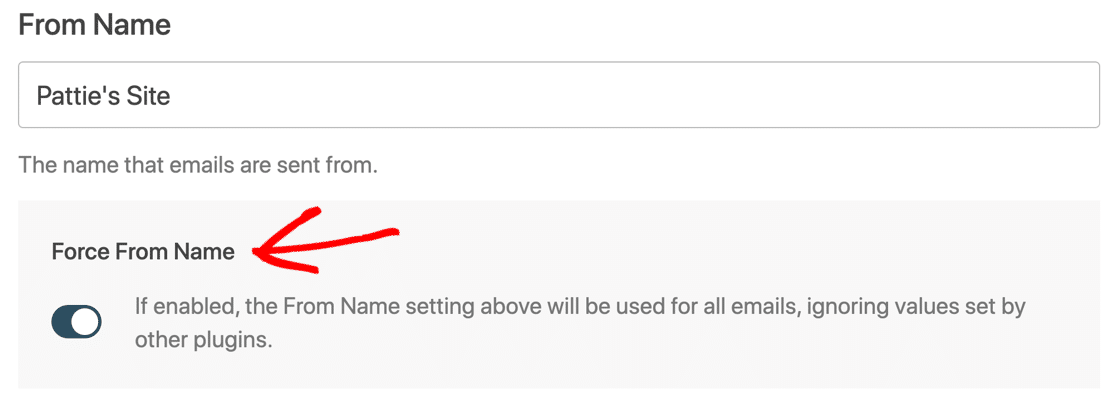 From Name
Pattie's Site
The name that emails are sent from.
Force From Name
If enabled, the From Name setting above will be used for all emails, ignoring values set by
other plugins.